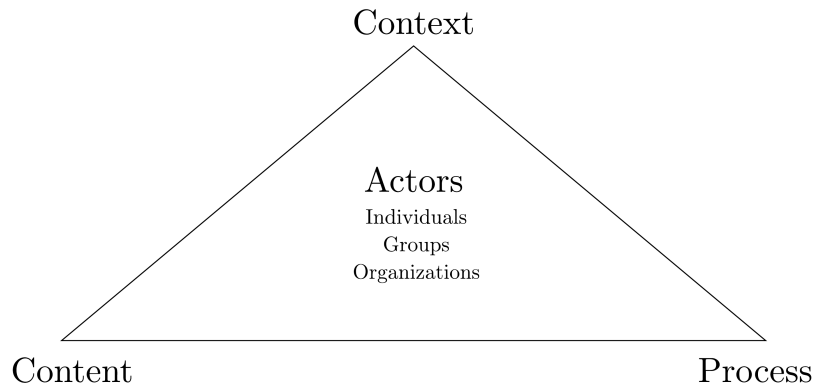 Context
Actors
Individuals
Groups
Organizations
Content
Process